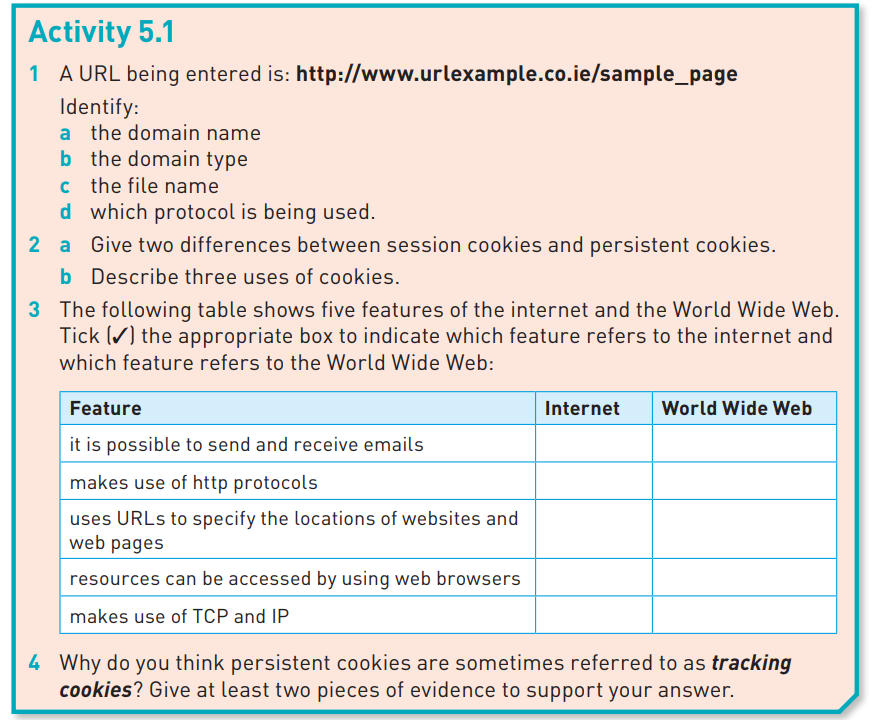 Activity 5.1
1 A URL being entered is: http://www.urlexample.co.ie/sample_page
Identify:
a the domain name
b the domain type
c the file name
d which protocol is being used.
2 a Give two differences between session cookies and persistent cookies.
b Describe three uses of cookies.
3 The following table shows five features of the internet and the World Wide Web.
Tick (✓) the appropriate box to indicate which feature refers to the internet and
which feature refers to the World Wide Web:
Feature Internet World Wide Web
it is possible to send and receive emails
makes use of http protocols
uses URLs to specify the locations of websites and
web pages
resources can be accessed by using web browsers
makes use of TCP and IP
4 Why do you think persistent cookies are sometimes referred to as tracking
cookies? Give at least two pieces of evidence to support your answer.